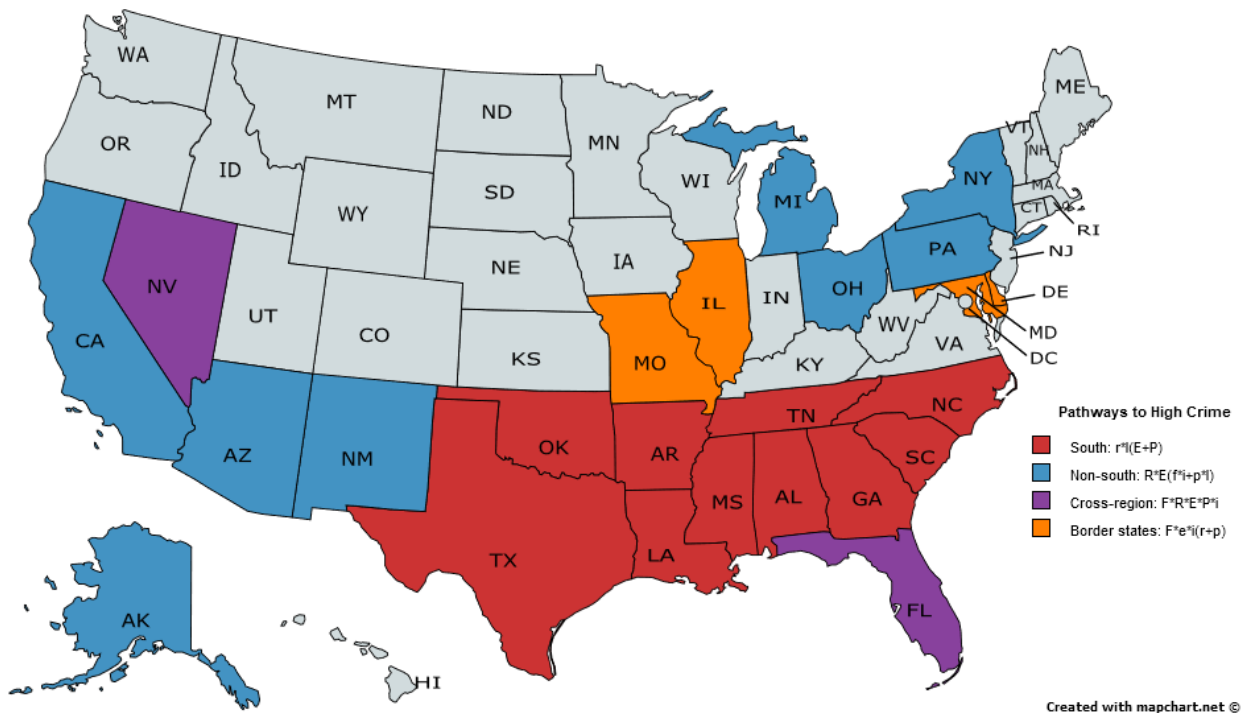 WA
MT
ND
MN
ME
VT
NH
OR
ID
SD
WI
MI
NY
MA
CT
RI
WY
IA
PA
NJ
NV
NE
IL
IN
OH
DE
CA
UT
CO
KS
MO
KY
WV
VA
MD
DC
AZ
NM
OK
AR
TN
NC
SC
MS
AL
GA
TX
LA
FL
AK
HI
Pathways to High Crime
South: r*I(E+P)
Non-south: R*E(f*i+p*I)
Cross-region: F*R*E*P*i
Border states: F*e*i(r+p)
Created with mapchart.net ©